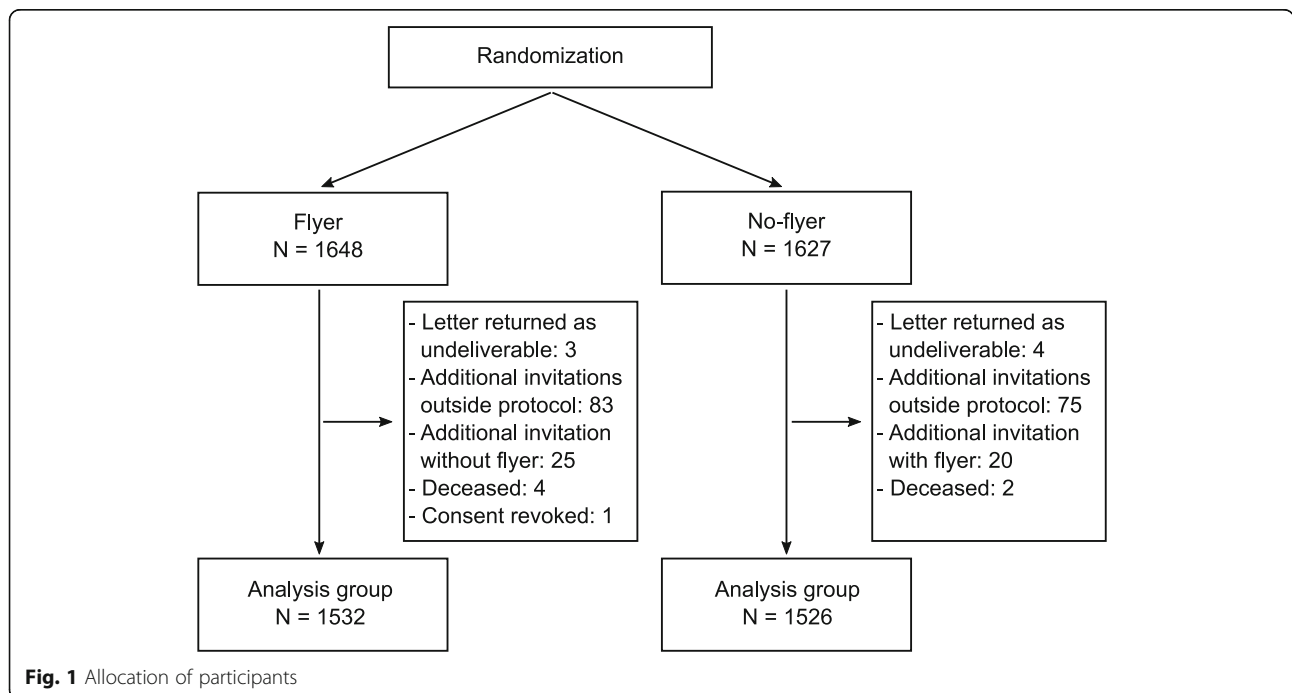 Randomization
Flyer
N = 1648
No-flyer
N = 1627
- Letter returned as
undeliverable: 3
- Additional invitations
outside protocol: 83
- Additional invitation
without flyer: 25
- Deceased: 4
- Consent revoked: 1
- Letter returned as
undeliverable: 4
- Additional invitations
outside protocol: 75
- Additional invitation
with flyer: 20
- Deceased: 2
Analysis group
N = 1532
Analysis group
N = 1526
Fig. 1 Allocation of participants